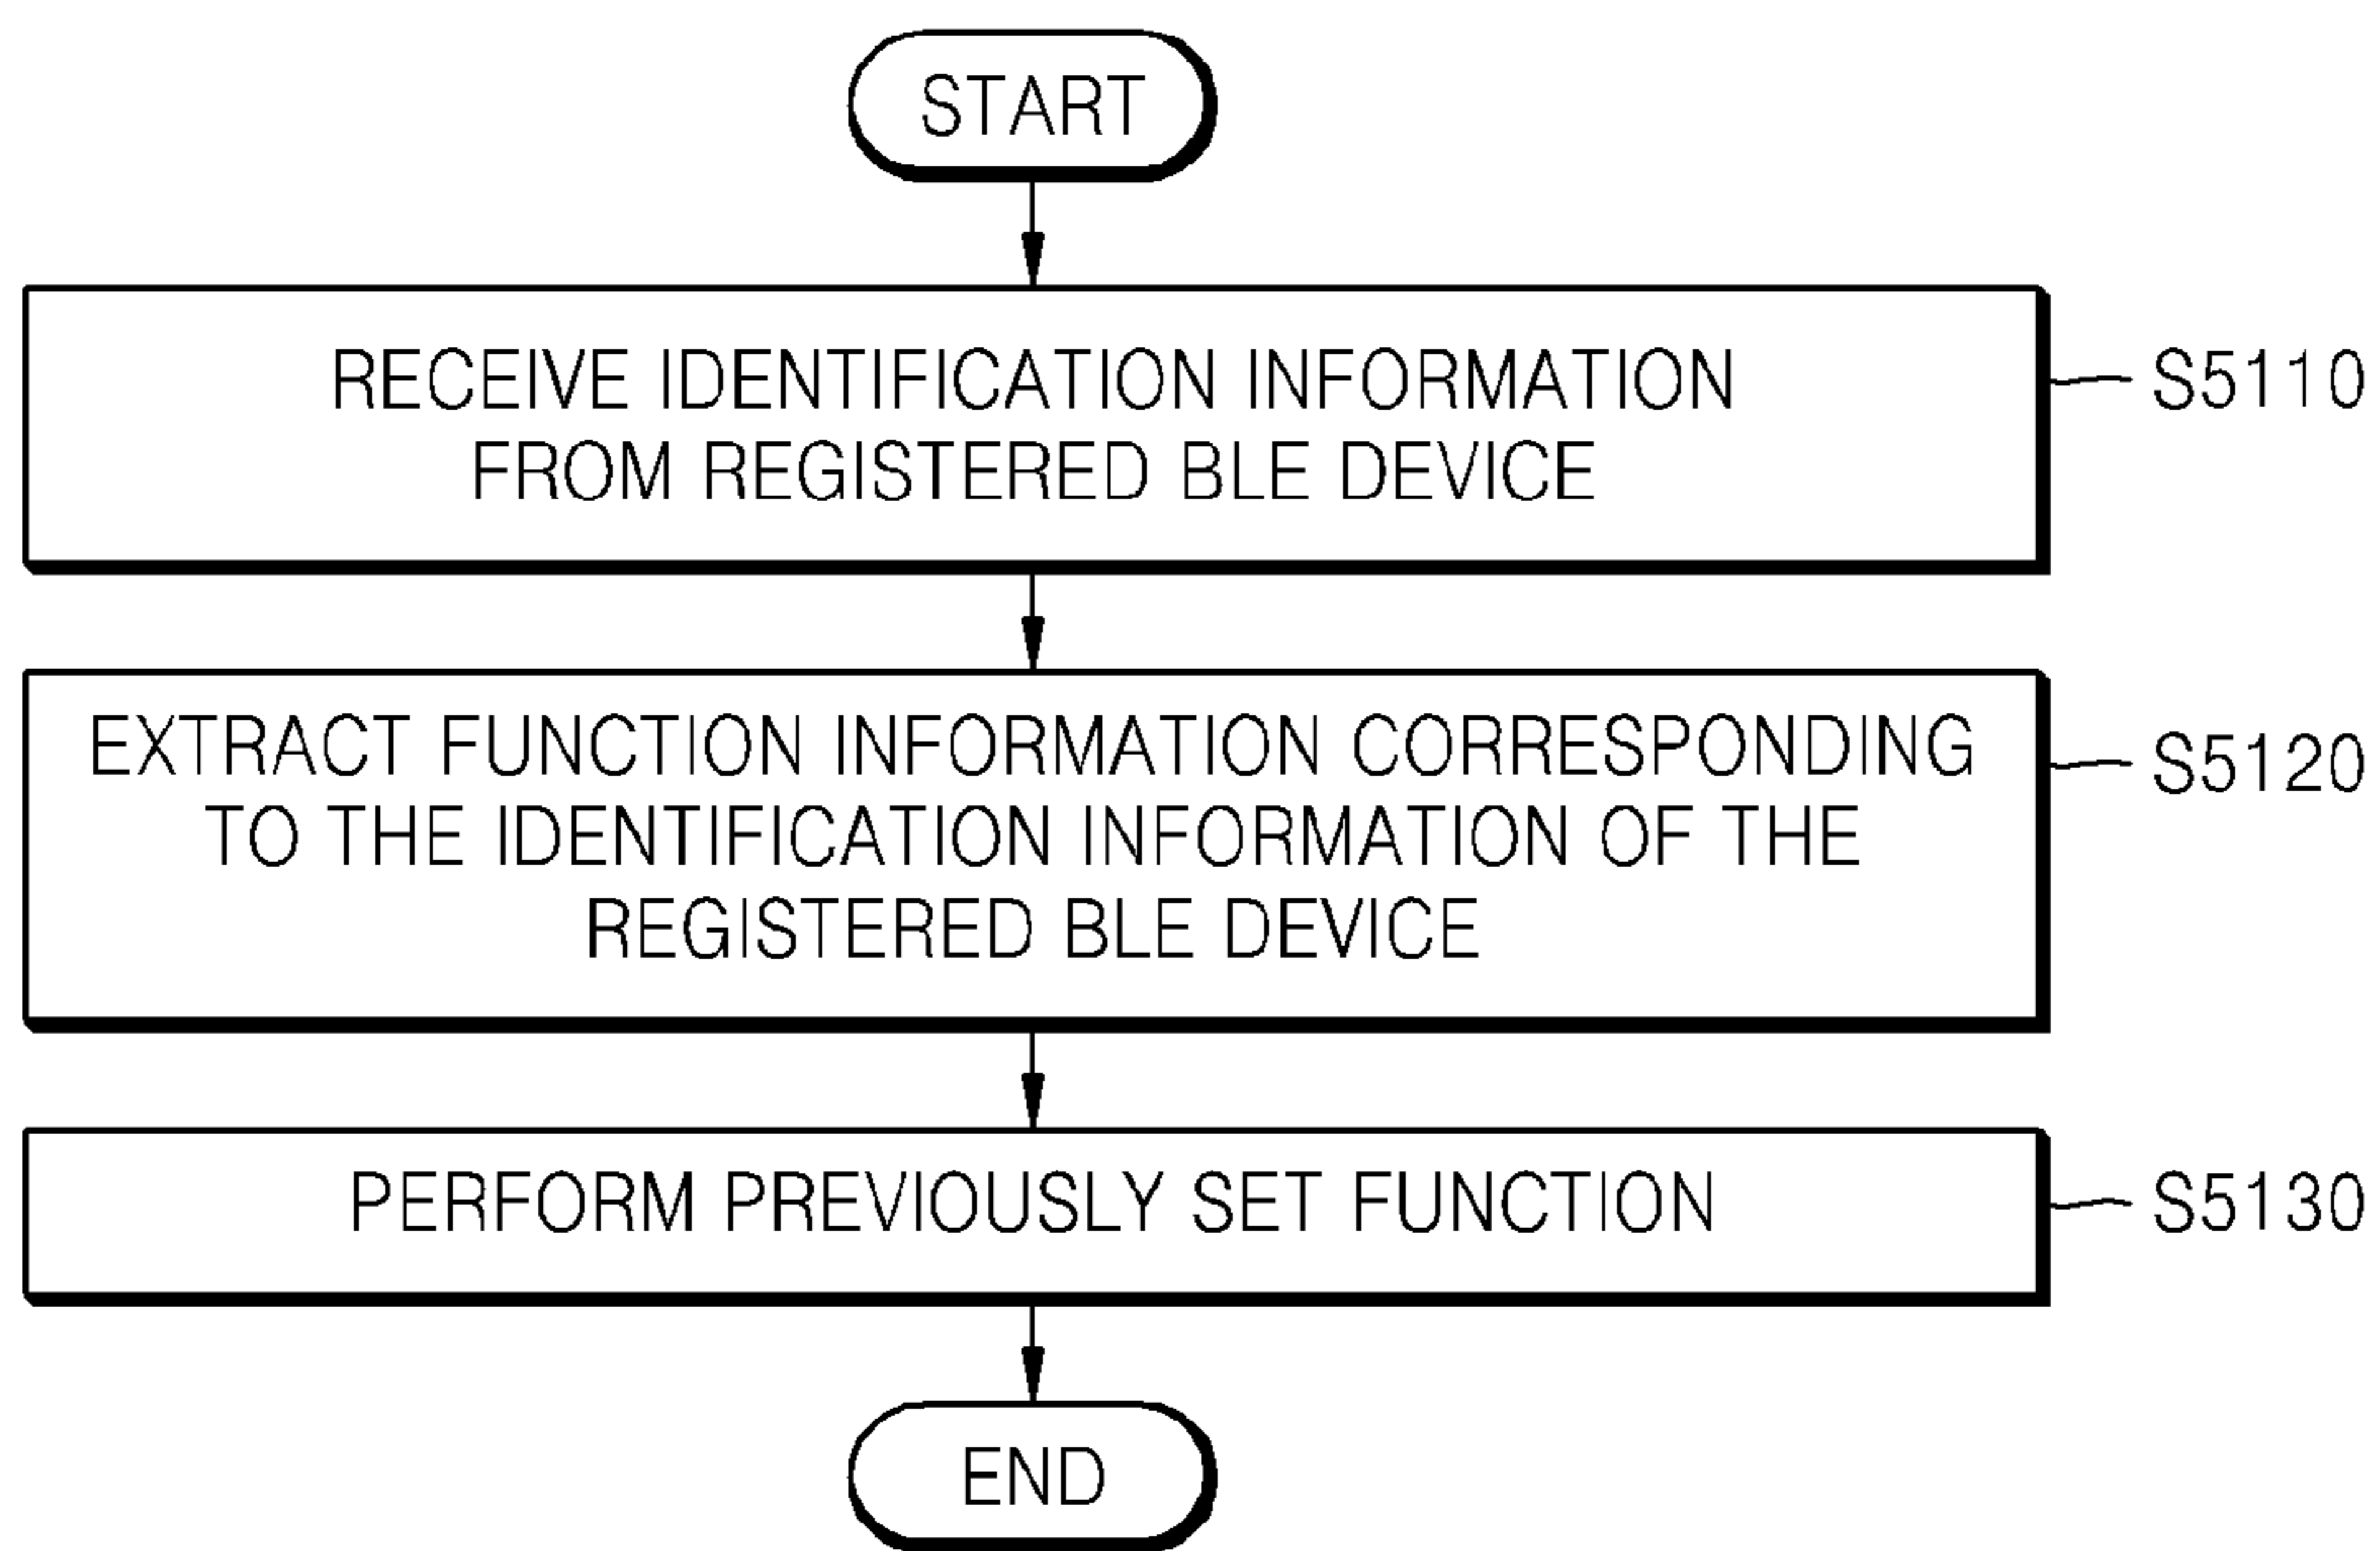 START
RECEIVE IDENTIFICATION INFORMATION
FROM REGISTERED BLE DEVICE
S5110
EXTRACT FUNCTION INFORMATION CORRESPONDING
TO THE IDENTIFICATION INFORMATION OF THE
REGISTERED BLE DEVICE
S5120
PERFORM PREVIOUSLY SET FUNCTION
S5130
END